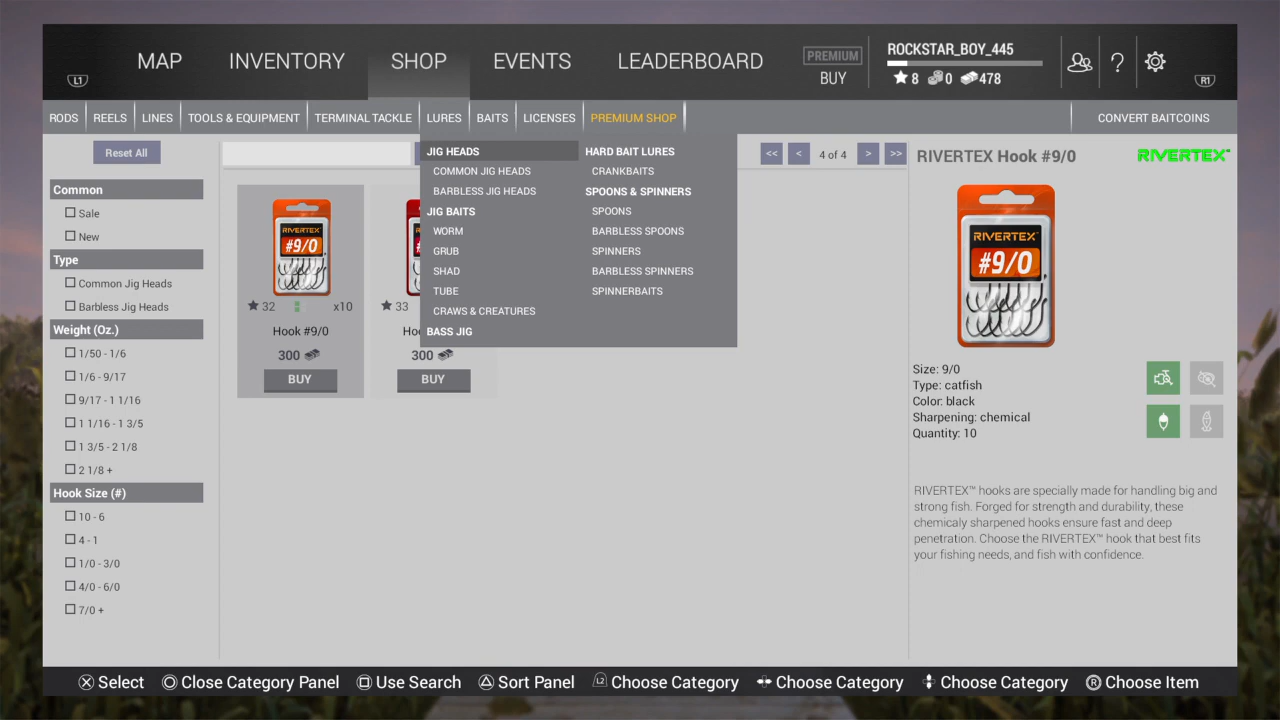 MAP
INVENTORY
SHOP
EVENTS
LEADERBOARD
PREMIUM
BUY
ROCKSTAR_BOY_445
8 0 478
L1
R1
RODS
REELS
LINES
TOOLS & EQUIPMENT
TERMINAL TACKLE
LURES
BAITS
LICENSES
PREMIUM SHOP
CONVERT BAITCOINS
Reset All
Common
Sale
New
Type
Common Jig Heads
Barbless Jig Heads
Weight (Oz.)
1/50 - 1/6
1/6 - 9/17
9/17 - 1 1/16
1 1/16 - 1 3/5
1 3/5 - 2 1/8
2 1/8 +
Hook Size (#)
10 - 6
4 - 1
1/0 - 3/0
4/0 - 6/0
7/0 +
JIG HEADS
COMMON JIG HEADS
BARBLESS JIG HEADS
JIG BAITS
WORM
GRUB
SHAD
TUBE
CRAWS & CREATURES
BASS JIG
HARD BAIT LURES
CRANKBAITS
SPOONS & SPINNERS
SPOONS
BARBLESS SPOONS
SPINNERS
BARBLESS SPINNERS
SPINNERBAITS
<< < 4 of 4 > >>
RIVERTEX
#9/0
32 x10
Hook #9/0
300
BUY
33
Ho
300
BUY
RIVERTEX Hook #9/0
RIVERTEX™
RIVERTEX™
#9/0
Size: 9/0
Type: catfish
Color: black
Sharpening: chemical
Quantity: 10
RIVERTEX™ hooks are specially made for handling big and
strong fish. Forged for strength and durability, these
chemicaly sharpened hooks ensure fast and deep
penetration. Choose the RIVERTEX™ hook that best fits
your fishing needs, and fish with confidence.
Select
Close Category Panel
Use Search
Sort Panel
L2 Choose Category
Choose Category
Choose Category
R Choose Item